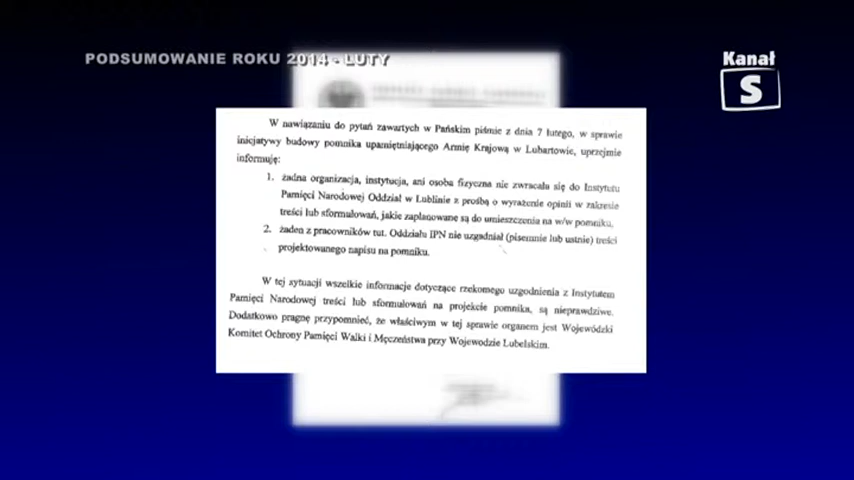 PODSUMOWANIE ROKU 2014 - LUTY
Kanał
S
W nawiązaniu do pytań zawartych w Pańskim piśmie z dnia 7 lutego, w sprawie
inicjatywy budowy pomnika upamiętniającego Armię Krajową w Lubartowie, uprzejmie
informuję:
1. żadna organizacja, instytucja, ani osoba fizyczna nie zwracała się do Instytutu
Pamięci Narodowej Oddział w Lublinie z prośbą o wyrażenie opinii w zakresie
treści lub sformułowań, jakie zaplanowane są do umieszczenia na w/w pomniku,
2. żaden z pracowników tut. Oddziału IPN nie uzgadniał (pisemnie lub ustnie) treści
projektowanego napisu na pomniku.
W tej sytuacji wszelkie informacje dotyczące rzekomego uzgodnienia z Instytutem
Pamięci Narodowej treści lub sformułowań na projekcie pomnika, są nieprawdziwe.
Dodatkowo pragnę przypomnieć, że właściwym w tej sprawie organem jest Wojewódzki
Komitet Ochrony Pamięci Walki i Męczeństwa przy Wojewodzie Lubelskim.